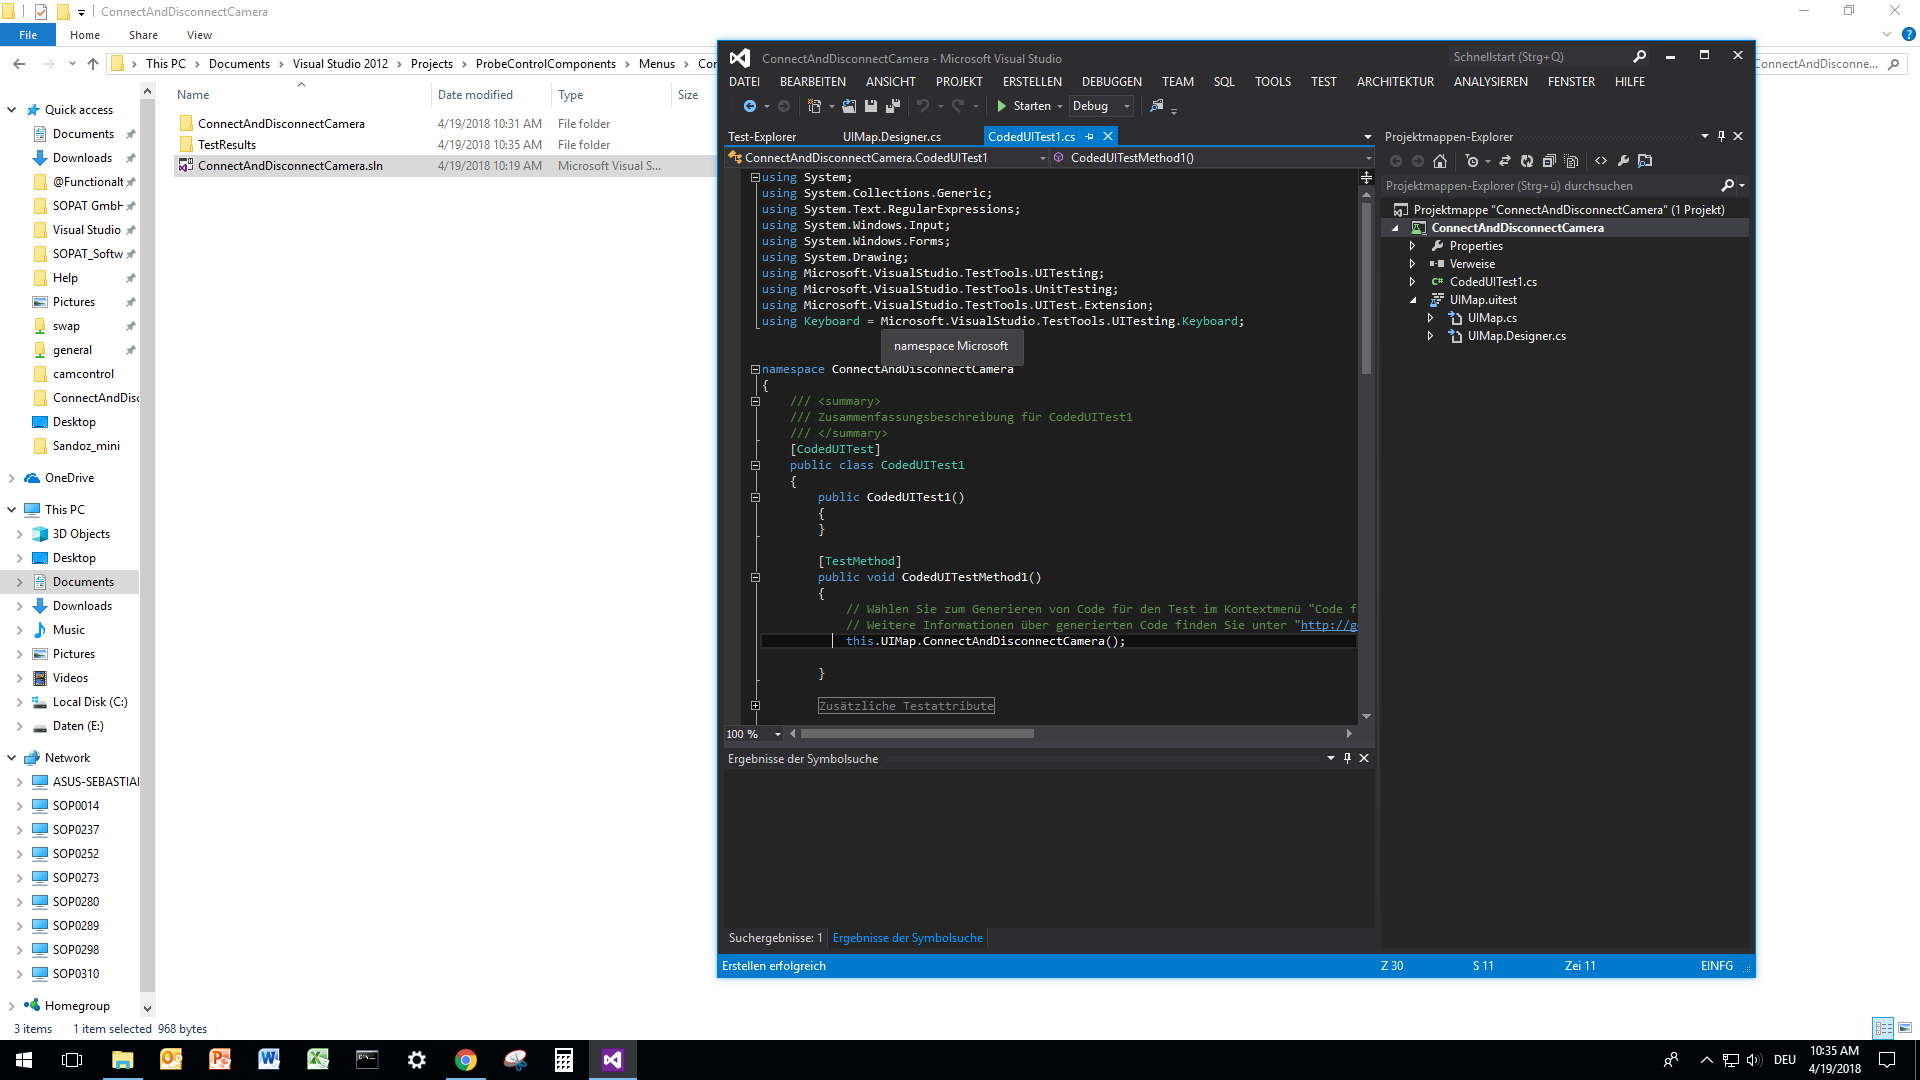 ConnectAndDisconnectCamera
File
Home
Share
View
This PC
Documents
Visual Studio 2012
Projects
ProbeControlComponents
Menus
Cor
ConnectAndDisconne...
Name
Date modified
Type
Size
ConnectAndDisconnectCamera
4/19/2018 10:31 AM
File folder
TestResults
4/19/2018 10:35 AM
File folder
ConnectAndDisconnectCamera.sln
4/19/2018 10:19 AM
Microsoft Visual S...
Quick access
Documents
Downloads
@Functionalt
SOPAT GmbH
Visual Studio
SOPAT_Softw
Help
Pictures
swap
general
camcontrol
ConnectAndDisc
Desktop
Sandoz_mini
OneDrive
This PC
3D Objects
Desktop
Documents
Downloads
Music
Pictures
Videos
Local Disk (C:)
Daten (E:)
Network
ASUS-SEBASTIAN
SOP0014
SOP0237
SOP0252
SOP0273
SOP0280
SOP0289
SOP0298
SOP0310
Homegroup
3 items
1 item selected 968 bytes
ConnectAndDisconnectCamera - Microsoft Visual Studio
Schnellstart (Strg+Q)
DATEI BEARBEITEN ANSICHT PROJEKT ERSTELLEN DEBUGGEN TEAM SQL TOOLS TEST ARCHITEKTUR ANALYSIEREN FENSTER HILFE
Starten
Debug
Test-Explorer
UIMap.Designer.cs
CodedUITest1.cs
ConnectAndDisconnectCamera.CodedUITest1
CodedUITestMethod1()
using System;
using System.Collections.Generic;
using System.Text.RegularExpressions;
using System.Windows.Input;
using System.Windows.Forms;
using System.Drawing;
using Microsoft.VisualStudio.TestTools.UITesting;
using Microsoft.VisualStudio.TestTools.UnitTesting;
using Microsoft.VisualStudio.TestTools.UITest.Extension;
using Keyboard = Microsoft.VisualStudio.TestTools.UITesting.Keyboard;
namespace Microsoft
namespace ConnectAndDisconnectCamera
{
/// <summary>
/// Zusammenfassungsbeschreibung für CodedUITest1
/// </summary>
[CodedUITest]
public class CodedUITest1
{
public CodedUITest1()
{
}
[TestMethod]
public void CodedUITestMethod1()
{
// Wählen Sie zum Generieren von Code für den Test im Kontextmenü "Code f
// Weitere Informationen über generierten Code finden Sie unter "http://g
this.UIMap.ConnectAndDisconnectCamera();
}
Zusätzliche Testattribute
100 %
Ergebnisse der Symbolsuche
Suchergebnisse: 1
Ergebnisse der Symbolsuche
Erstellen erfolgreich
Z 30
S 11
Zei 11
EINFG
Projektmappen-Explorer
Projektmappen-Explorer (Strg+ü) durchsuchen
Projektmappe "ConnectAndDisconnectCamera" (1 Projekt)
ConnectAndDisconnectCamera
Properties
Verweise
CodedUITest1.cs
UIMap.uitest
UIMap.cs
UIMap.Designer.cs
DEU
10:35 AM
4/19/2018